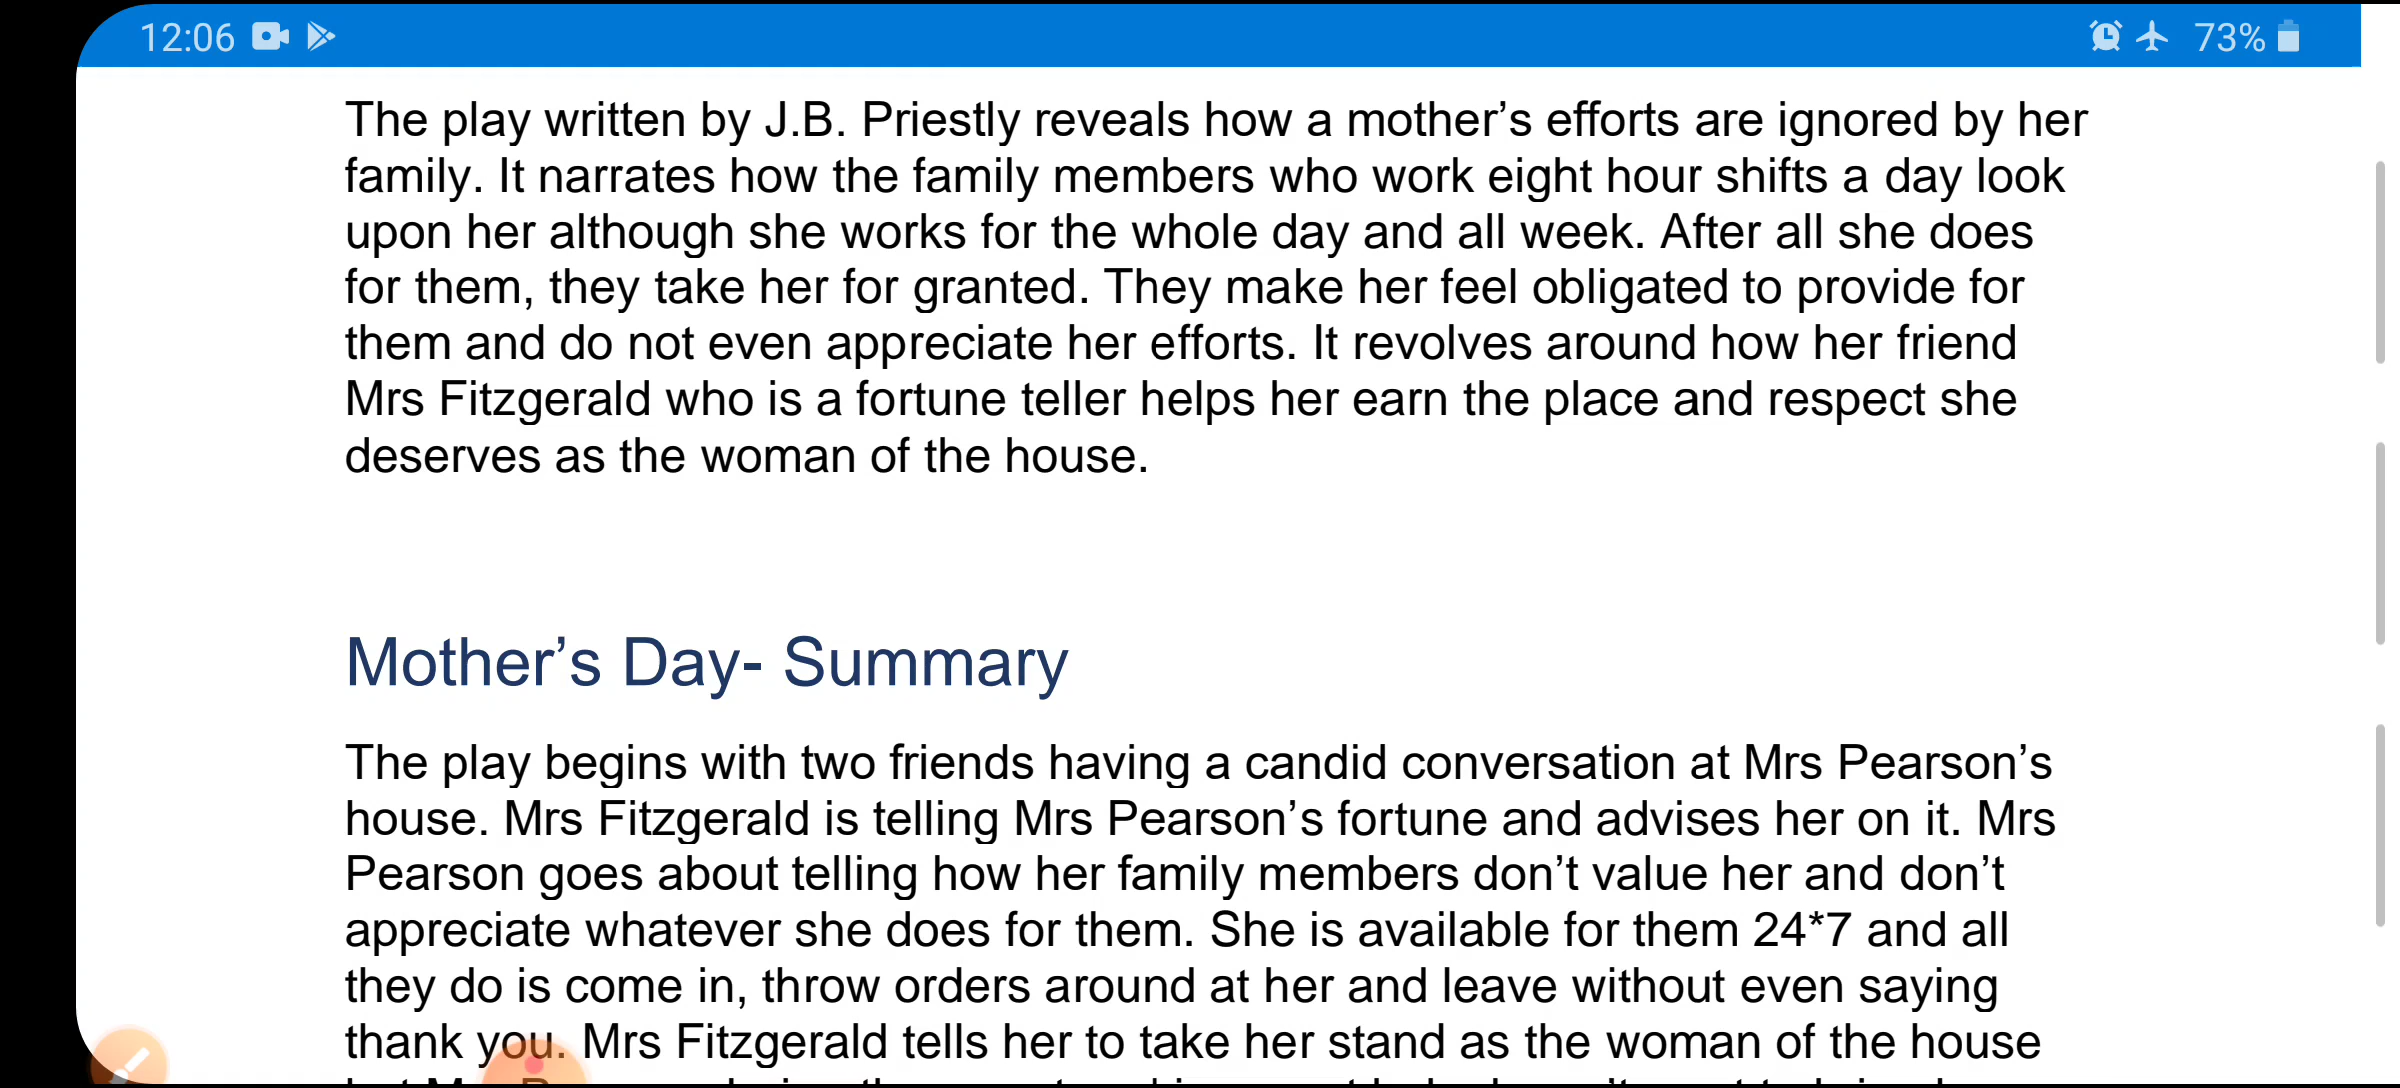 12:06 73%
The play written by J.B. Priestly reveals how a mother’s efforts are ignored by her
family. It narrates how the family members who work eight hour shifts a day look
upon her although she works for the whole day and all week. After all she does
for them, they take her for granted. They make her feel obligated to provide for
them and do not even appreciate her efforts. It revolves around how her friend
Mrs Fitzgerald who is a fortune teller helps her earn the place and respect she
deserves as the woman of the house.
Mother’s Day- Summary
The play begins with two friends having a candid conversation at Mrs Pearson’s
house. Mrs Fitzgerald is telling Mrs Pearson’s fortune and advises her on it. Mrs
Pearson goes about telling how her family members don’t value her and don’t
appreciate whatever she does for them. She is available for them 24*7 and all
they do is come in, throw orders around at her and leave without even saying
thank you. Mrs Fitzgerald tells her to take her stand as the woman of the house